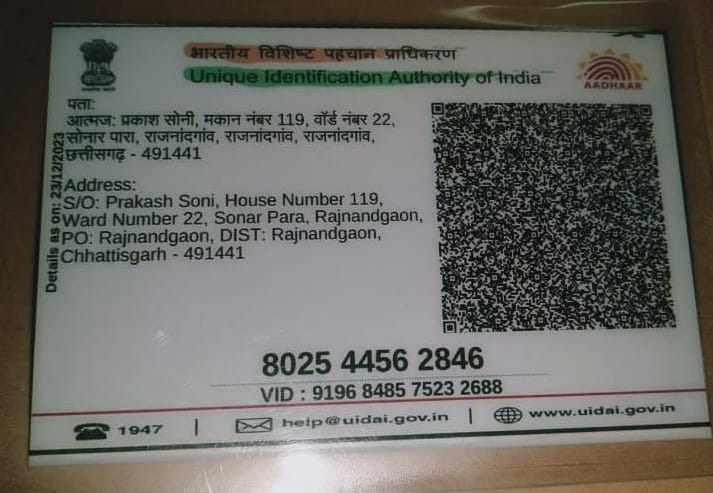 भारतीय विशिष्ट पहचान प्राधिकरण
Unique Identification Authority of India
AADHAAR
पता:
आत्मज: प्रकाश सोनी, मकान नंबर 119, वॉर्ड नंबर 22,
सोनार पारा, राजनांदगांव, राजनांदगांव, राजनांदगांव,
छत्तीसगढ़ - 491441
Address:
S/O: Prakash Soni, House Number 119,
Ward Number 22, Sonar Para, Rajnandgaon,
PO: Rajnandgaon, DIST: Rajnandgaon,
Chhattisgarh - 491441
Details as on: 23/12/2023
8025 4456 2846
VID : 9196 8485 7523 2688
1947 | help@uidai.gov.in | www.uidai.gov.in